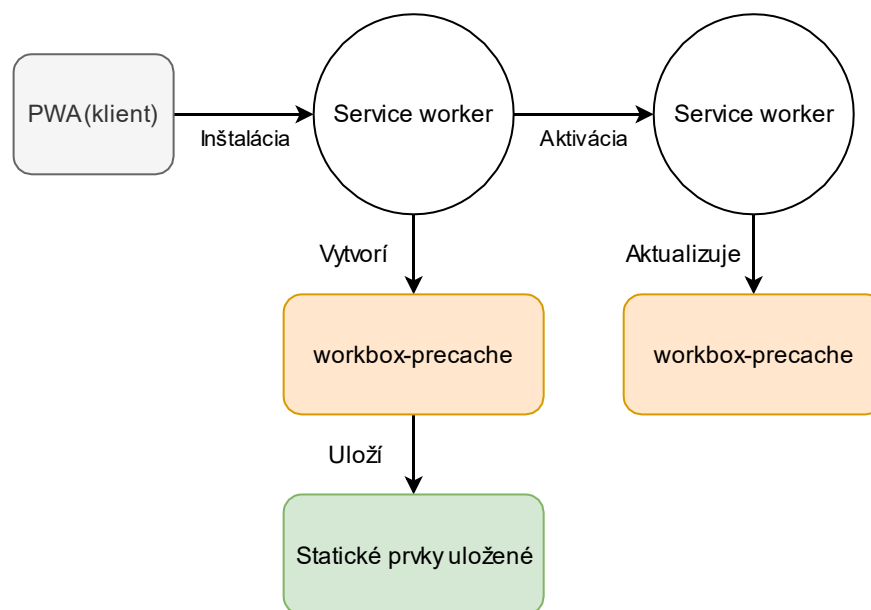 PWA (klient)
Inštalácia
Service worker
Aktivácia
Service worker
Vytvorí
Aktualizuje
workbox-precache
workbox-precache
Uloží
Statické prvky uložené